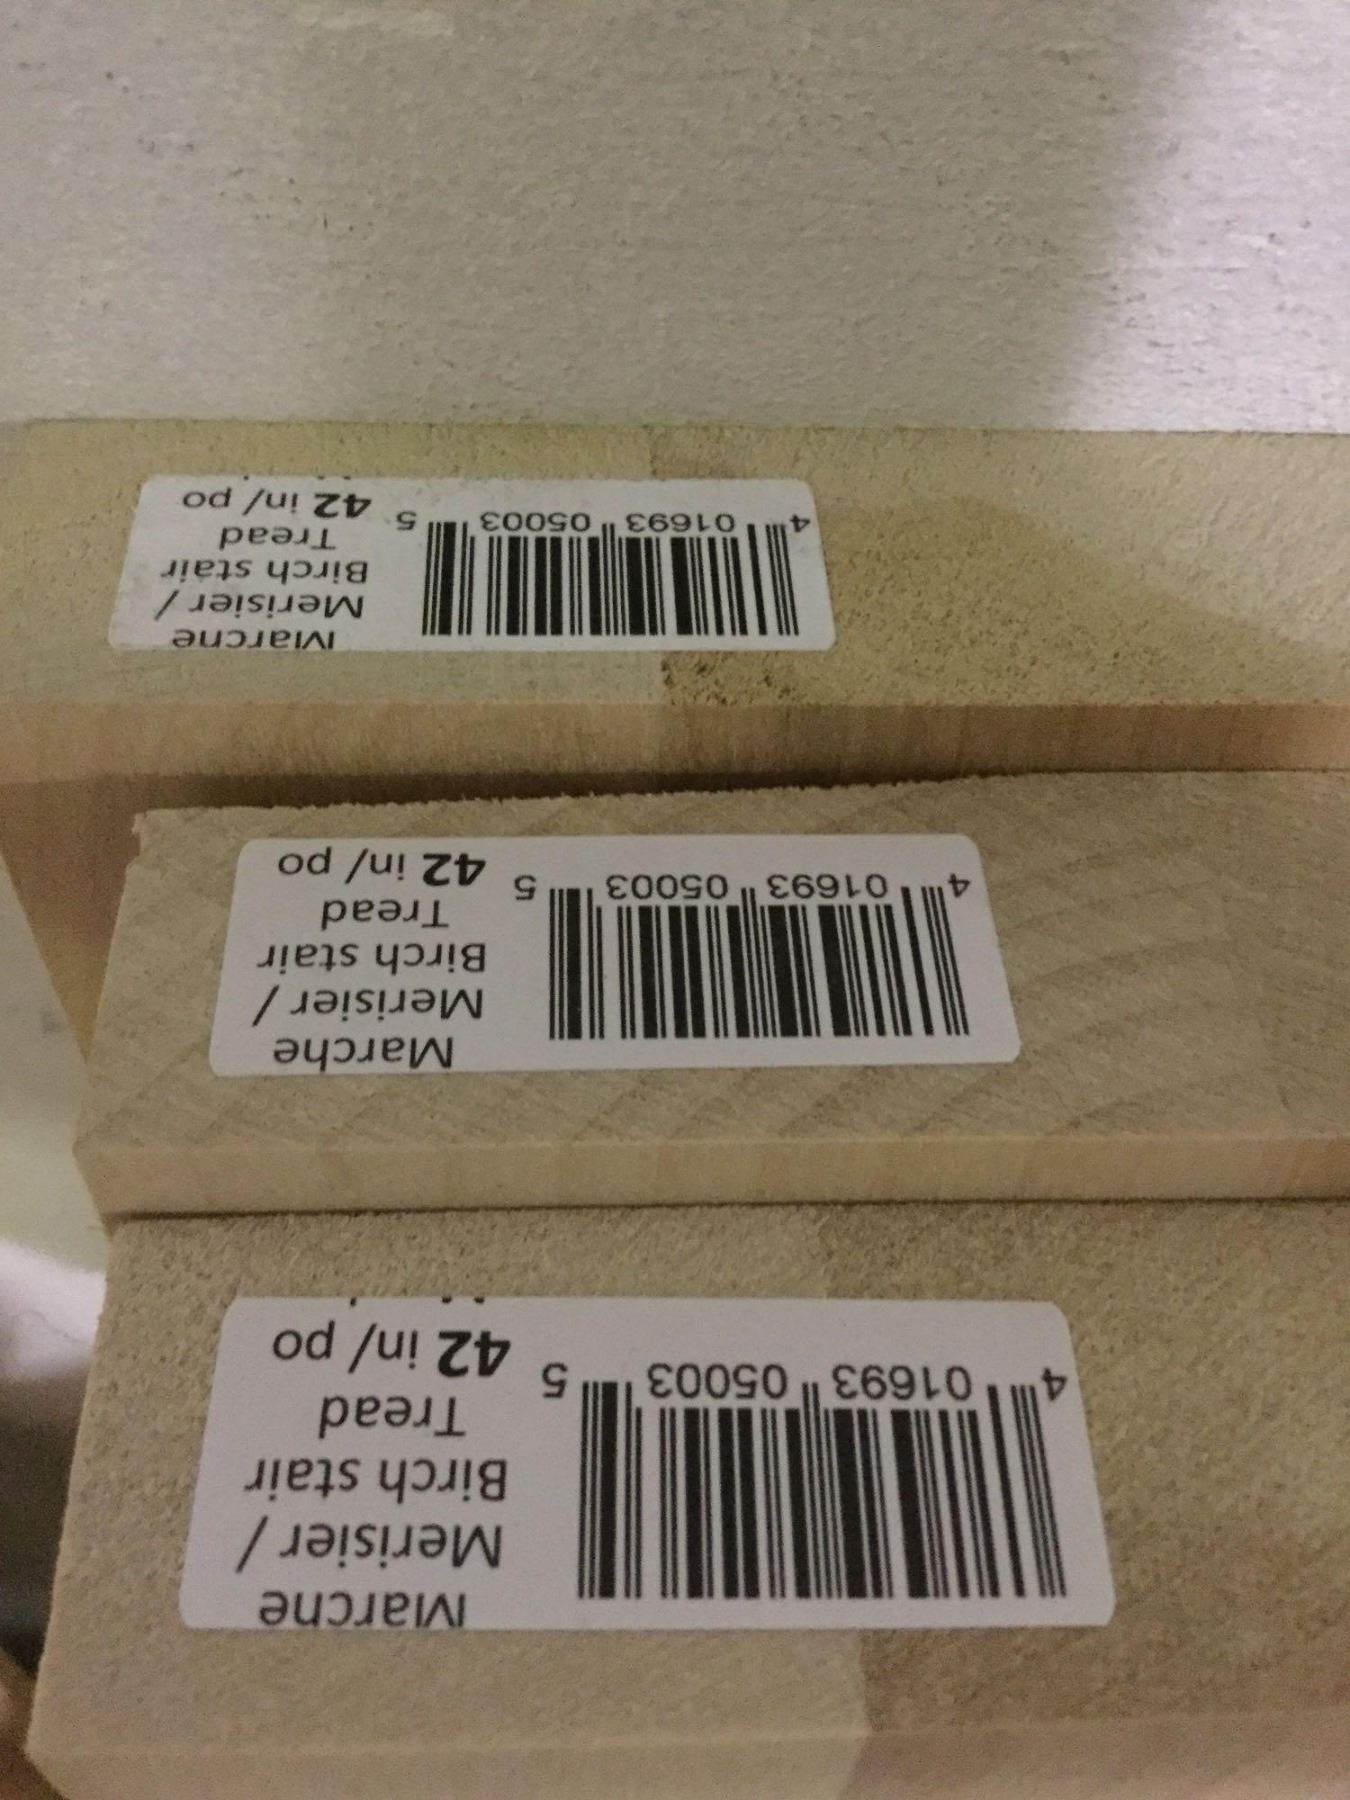 Marche
Merisier /
Birch stair
Tread
42 in/ po
4 01693 05003 5
Marche
Merisier /
Birch stair
Tread
42 in/ po
4 01693 05003 5
Marche
Merisier /
Birch stair
Tread
42 in/ po
4 01693 05003 5